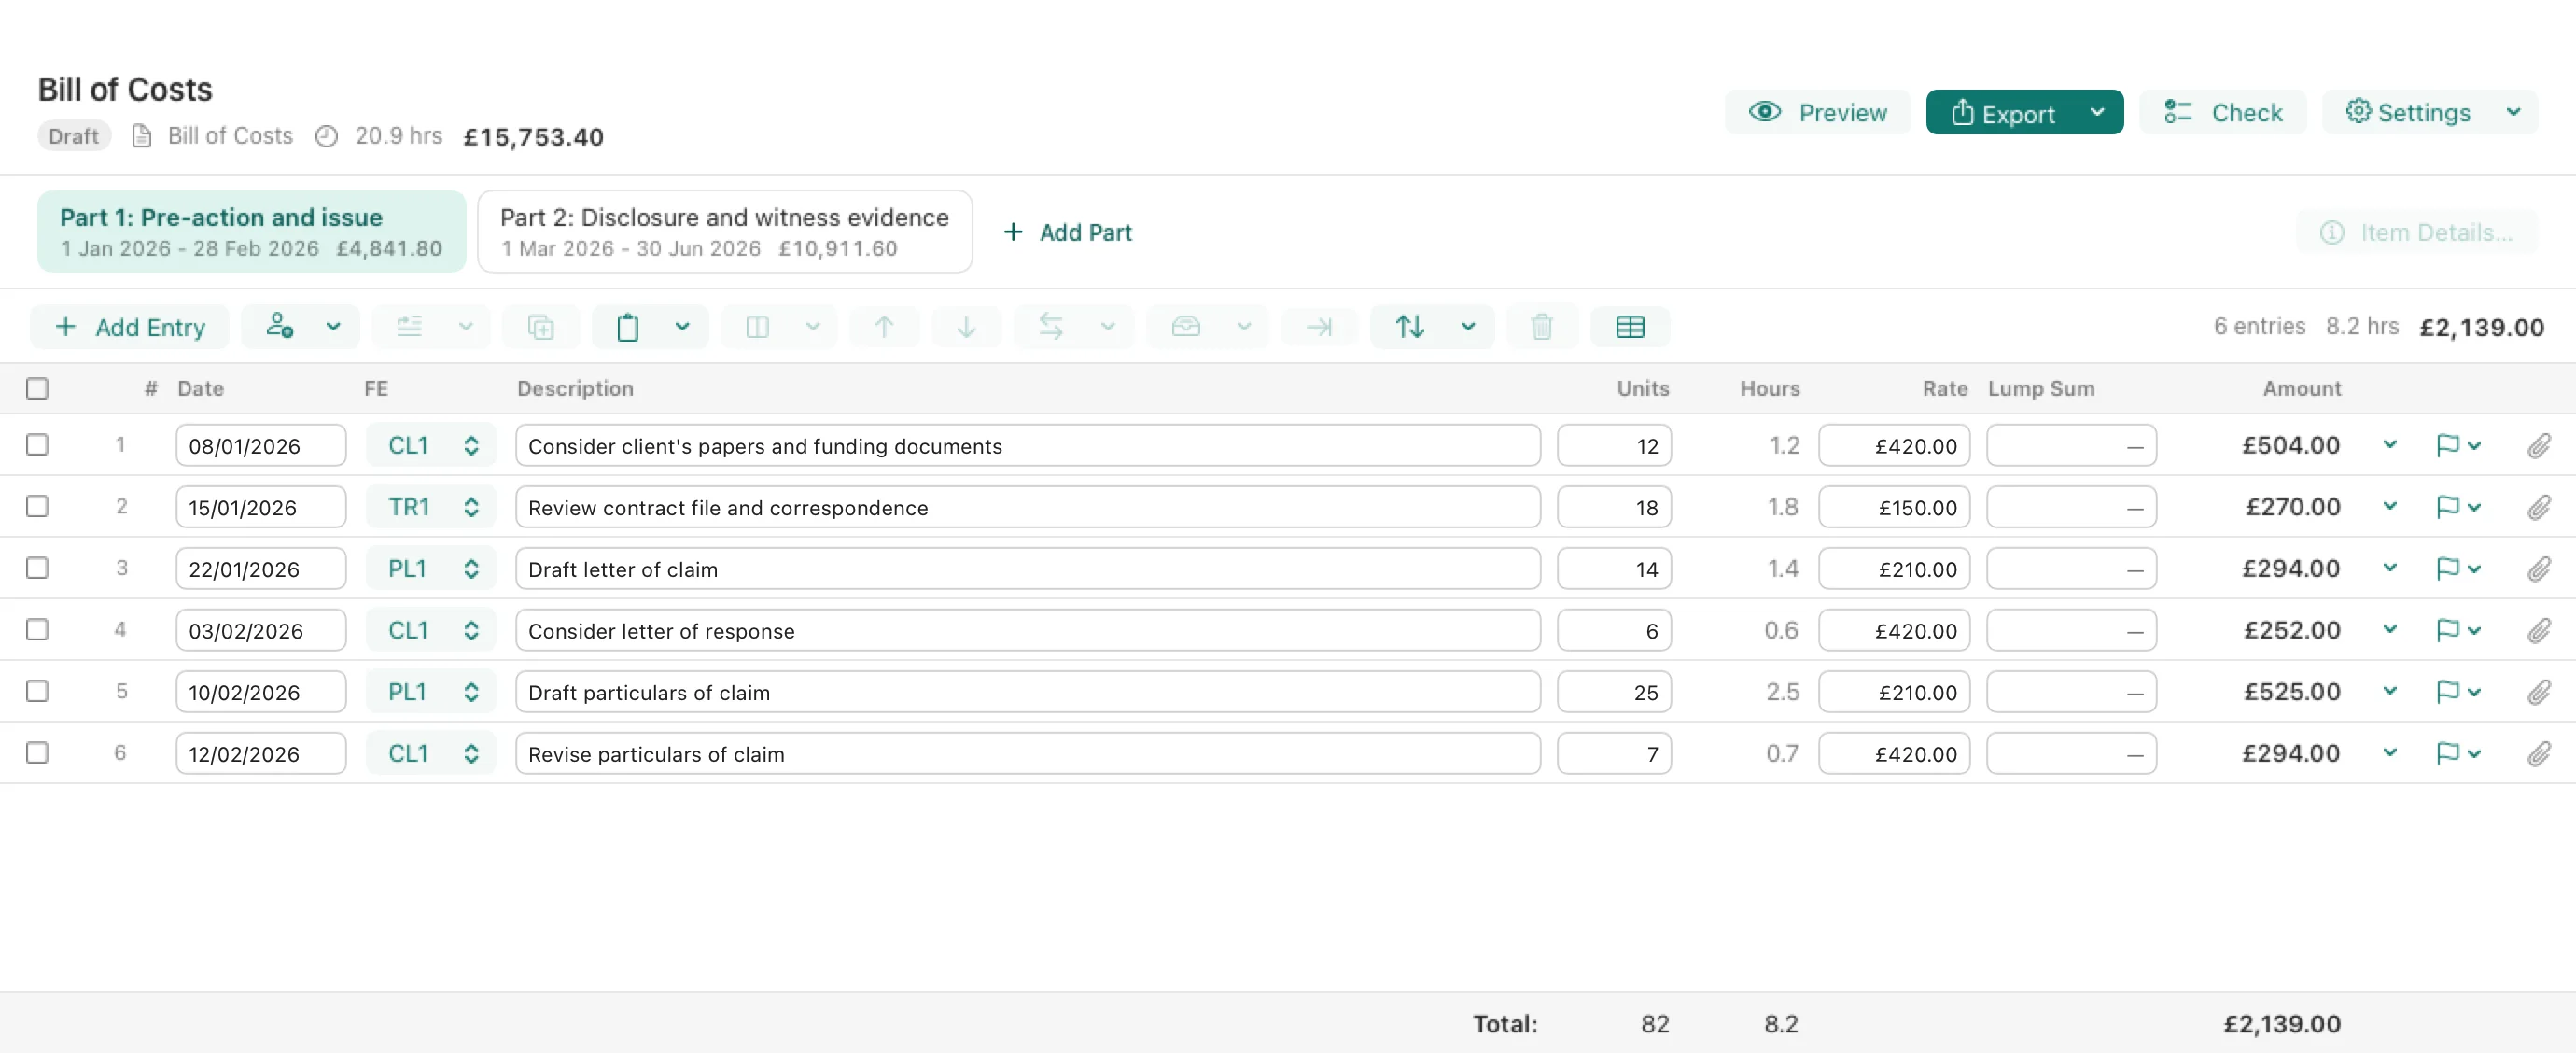 Bill of Costs
Draft Bill of Costs 20.9 hrs £15,753.40
Preview Export Check Settings
Part 1: Pre-action and issue
1 Jan 2026 - 28 Feb 2026 £4,841.80
Part 2: Disclosure and witness evidence
1 Mar 2026 - 30 Jun 2026 £10,911.60
+ Add Part
Item Details...
+ Add Entry
6 entries 8.2 hrs £2,139.00
# Date FE Description Units Hours Rate Lump Sum Amount
1 08/01/2026 CL1 Consider client's papers and funding documents 12 1.2 £420.00 — £504.00
2 15/01/2026 TR1 Review contract file and correspondence 18 1.8 £150.00 — £270.00
3 22/01/2026 PL1 Draft letter of claim 14 1.4 £210.00 — £294.00
4 03/02/2026 CL1 Consider letter of response 6 0.6 £420.00 — £252.00
5 10/02/2026 PL1 Draft particulars of claim 25 2.5 £210.00 — £525.00
6 12/02/2026 CL1 Revise particulars of claim 7 0.7 £420.00 — £294.00
Total: 82 8.2 £2,139.00